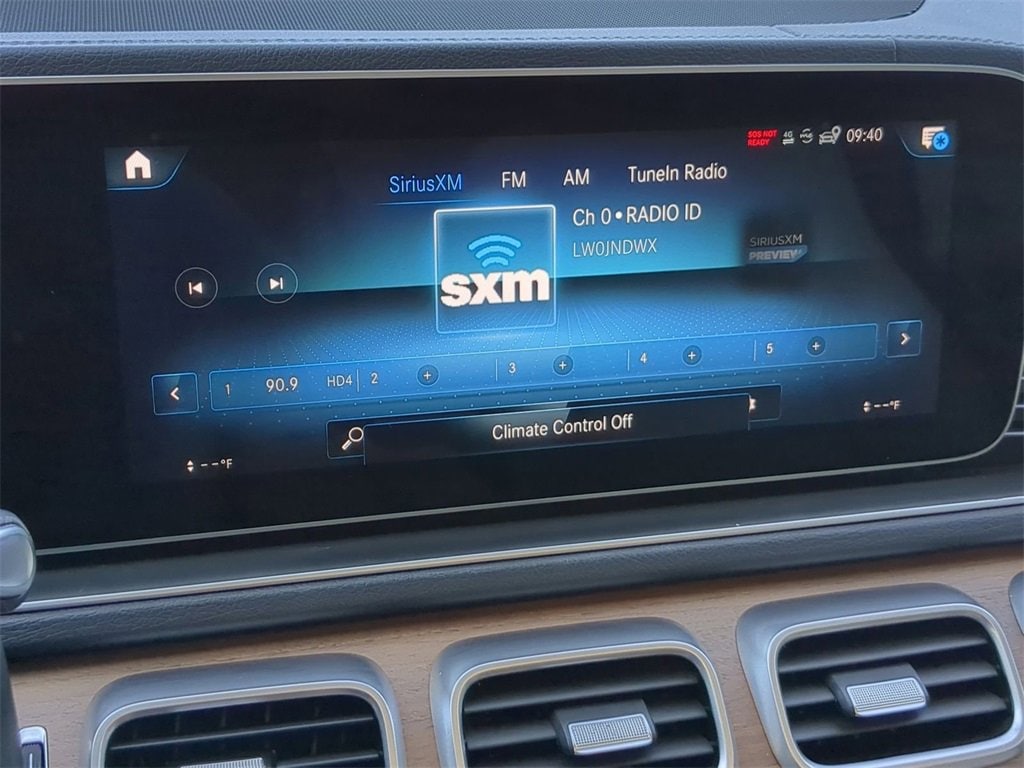 SOS NOT
READY
4G
09:40
SiriusXM FM AM TuneIn Radio
Ch 0 • RADIO ID
LW0JNDWX
SIRIUSXM
PREVIEW
sxm
1 90.9 HD4 2 + 3 + 4 + 5 +
Climate Control Off
--°F
--°F